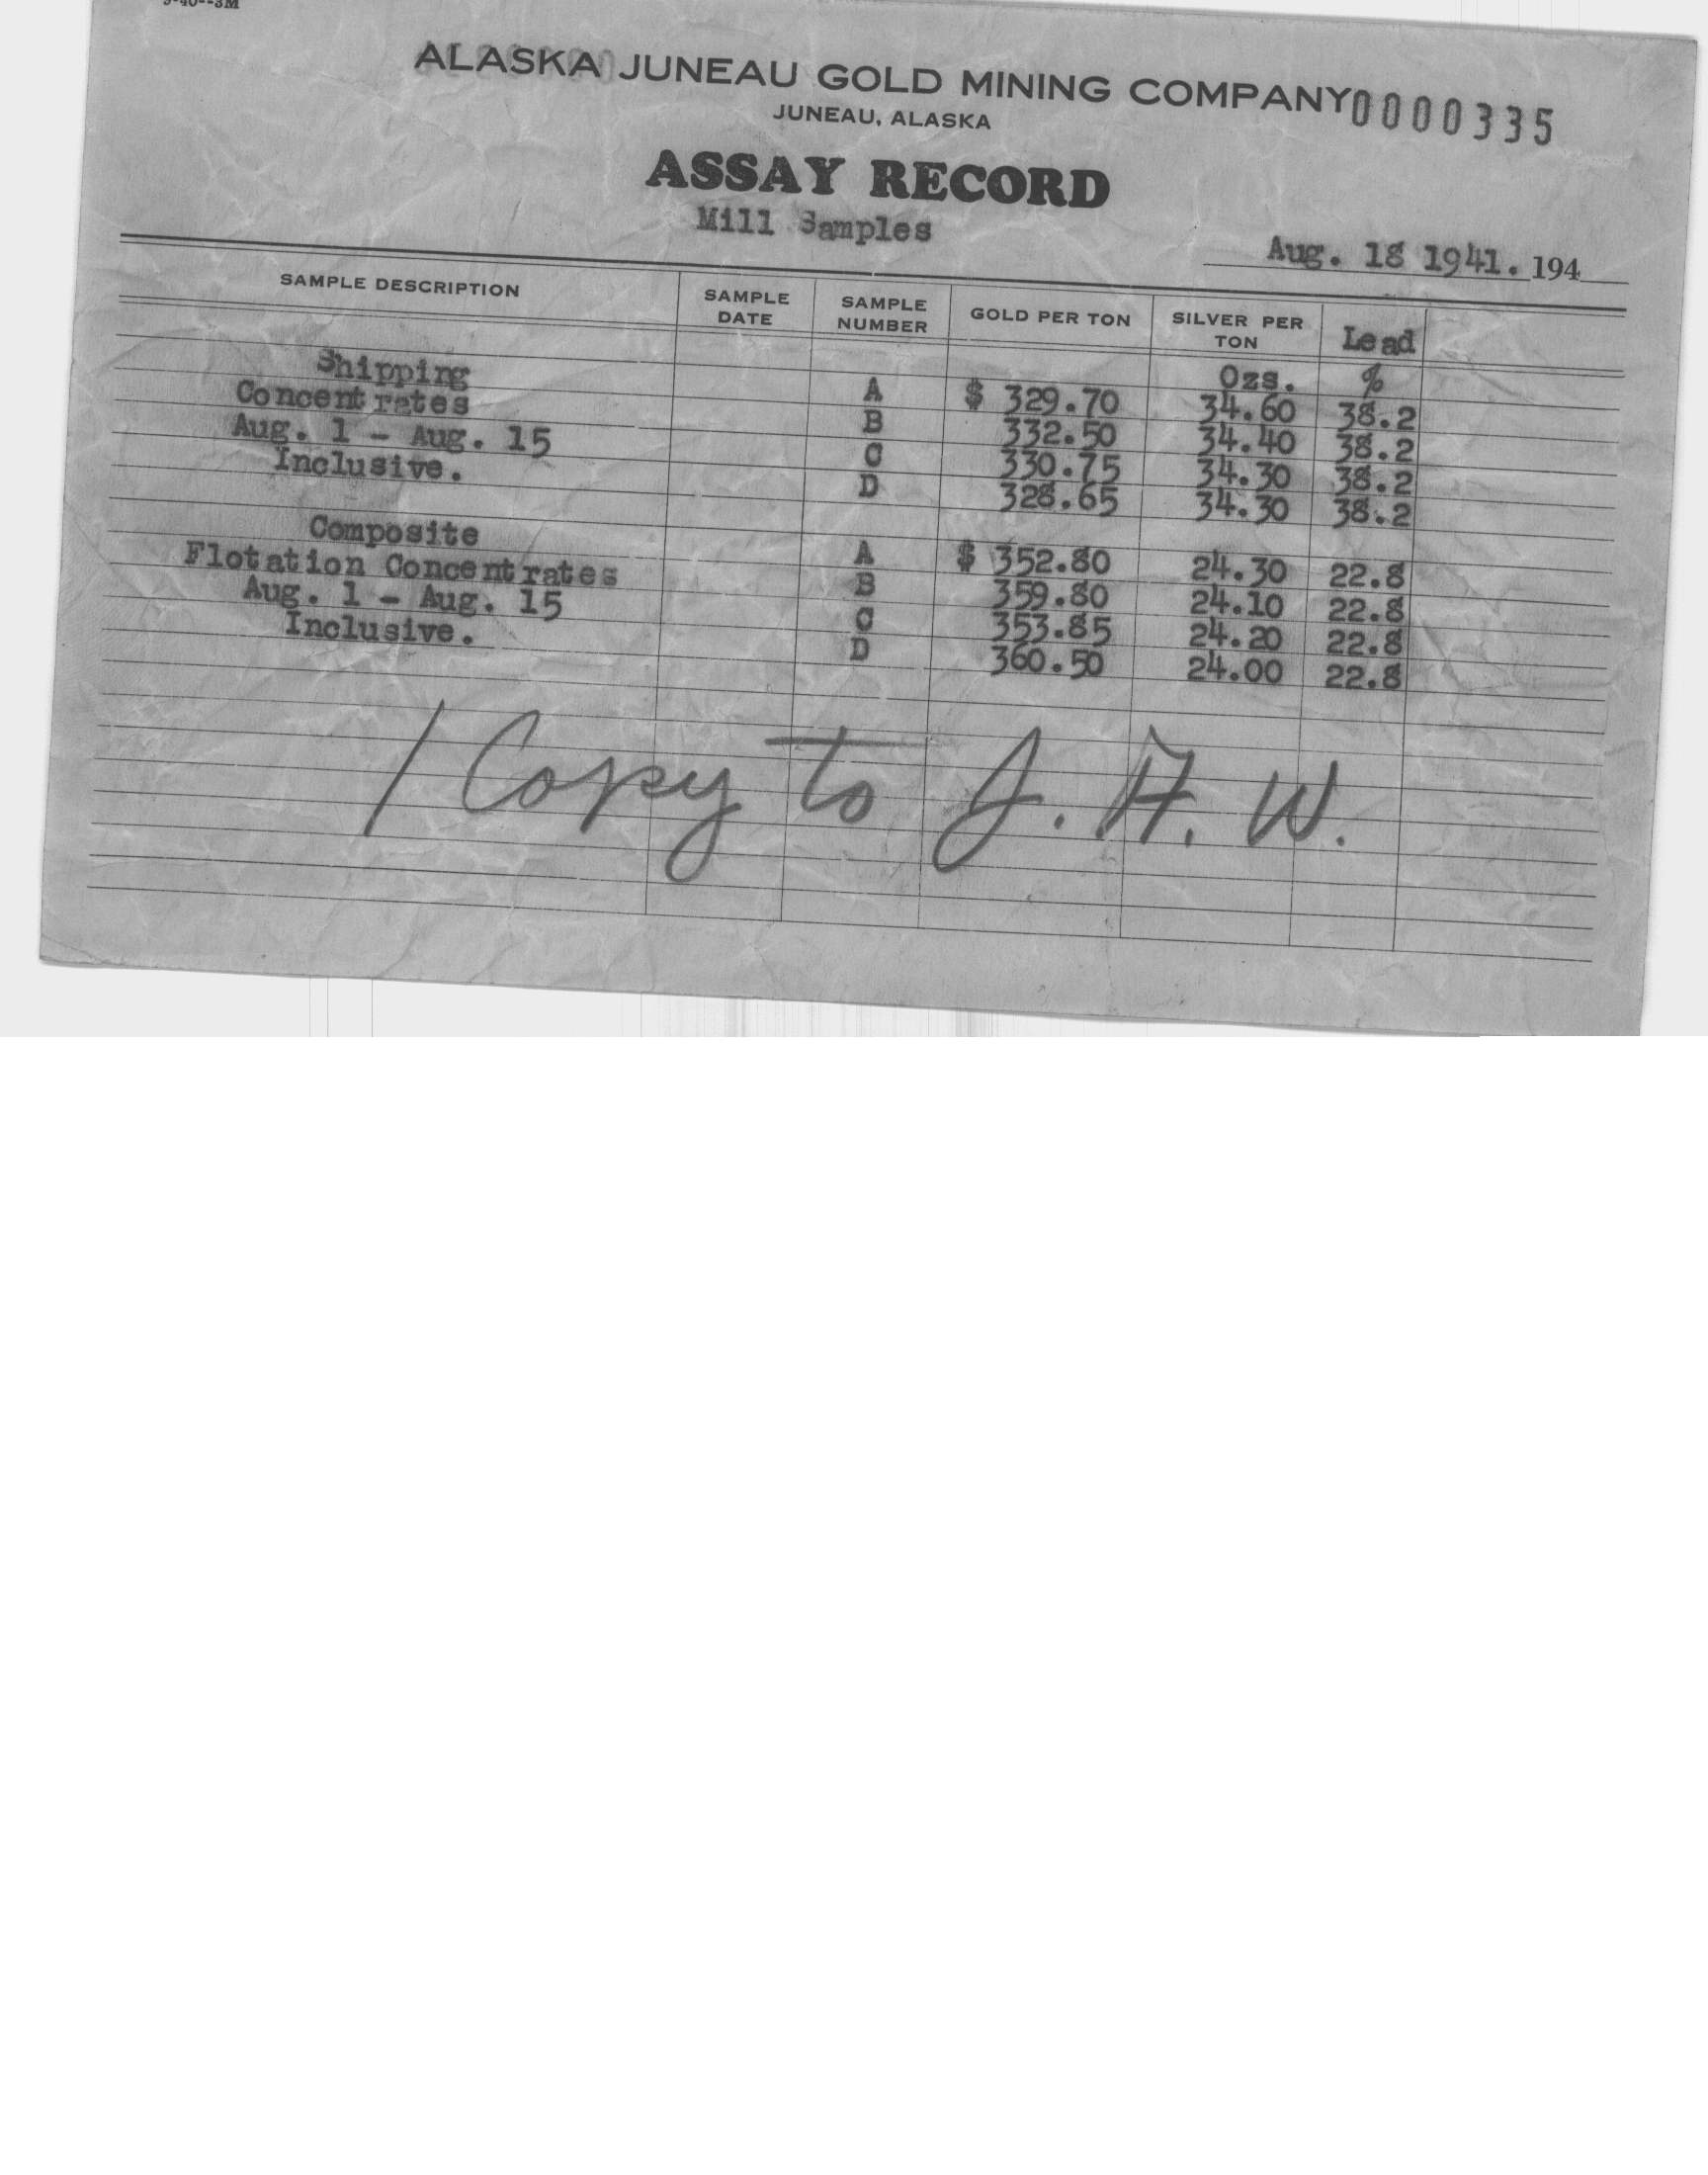 9-40--3M
ALASKA JUNEAU GOLD MINING COMPANY 0000335
JUNEAU, ALASKA
ASSAY RECORD
Mill Samples
Aug. 18 1941. 194
SAMPLE DESCRIPTION SAMPLE DATE SAMPLE NUMBER GOLD PER TON SILVER PER TON Lead
Ozs. %
Shipping A $ 329.70 34.60 38.2
Concentrates B 332.50 34.40 38.2
Aug. 1 - Aug. 15 C 330.75 34.30 38.2
Inclusive. D 328.65 34.30 38.2
Composite A $ 352.80 24.30 22.8
Flotation Concentrates B 359.80 24.10 22.8
Aug. 1 - Aug. 15 C 353.85 24.20 22.8
Inclusive. D 360.50 24.00 22.8
1 Copy to J. A. W.